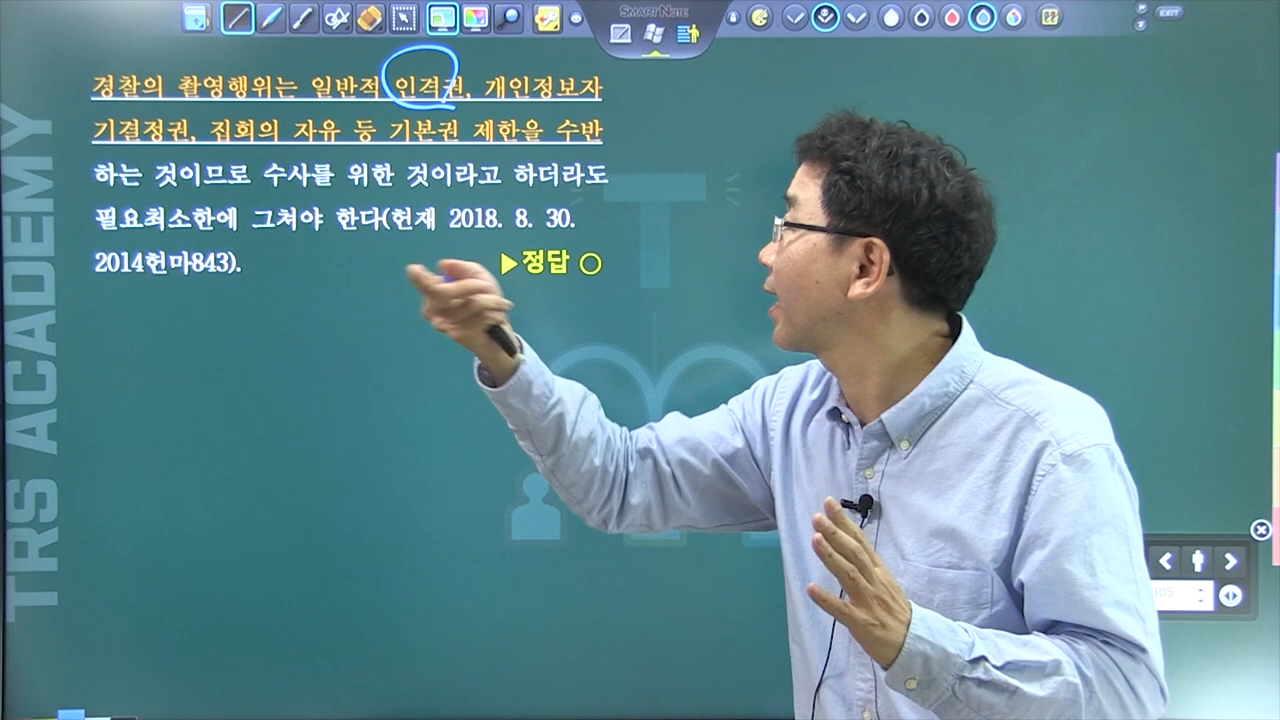 SMART NOTE
EXIT
경찰의 촬영행위는 일반적 인격권, 개인정보자
기결정권, 집회의 자유 등 기본권 제한을 수반
하는 것이므로 수사를 위한 것이라고 하더라도
필요최소한에 그쳐야 한다(헌재 2018. 8. 30.
2014헌마843).
▶정답 ○
TRS ACADEMY
305